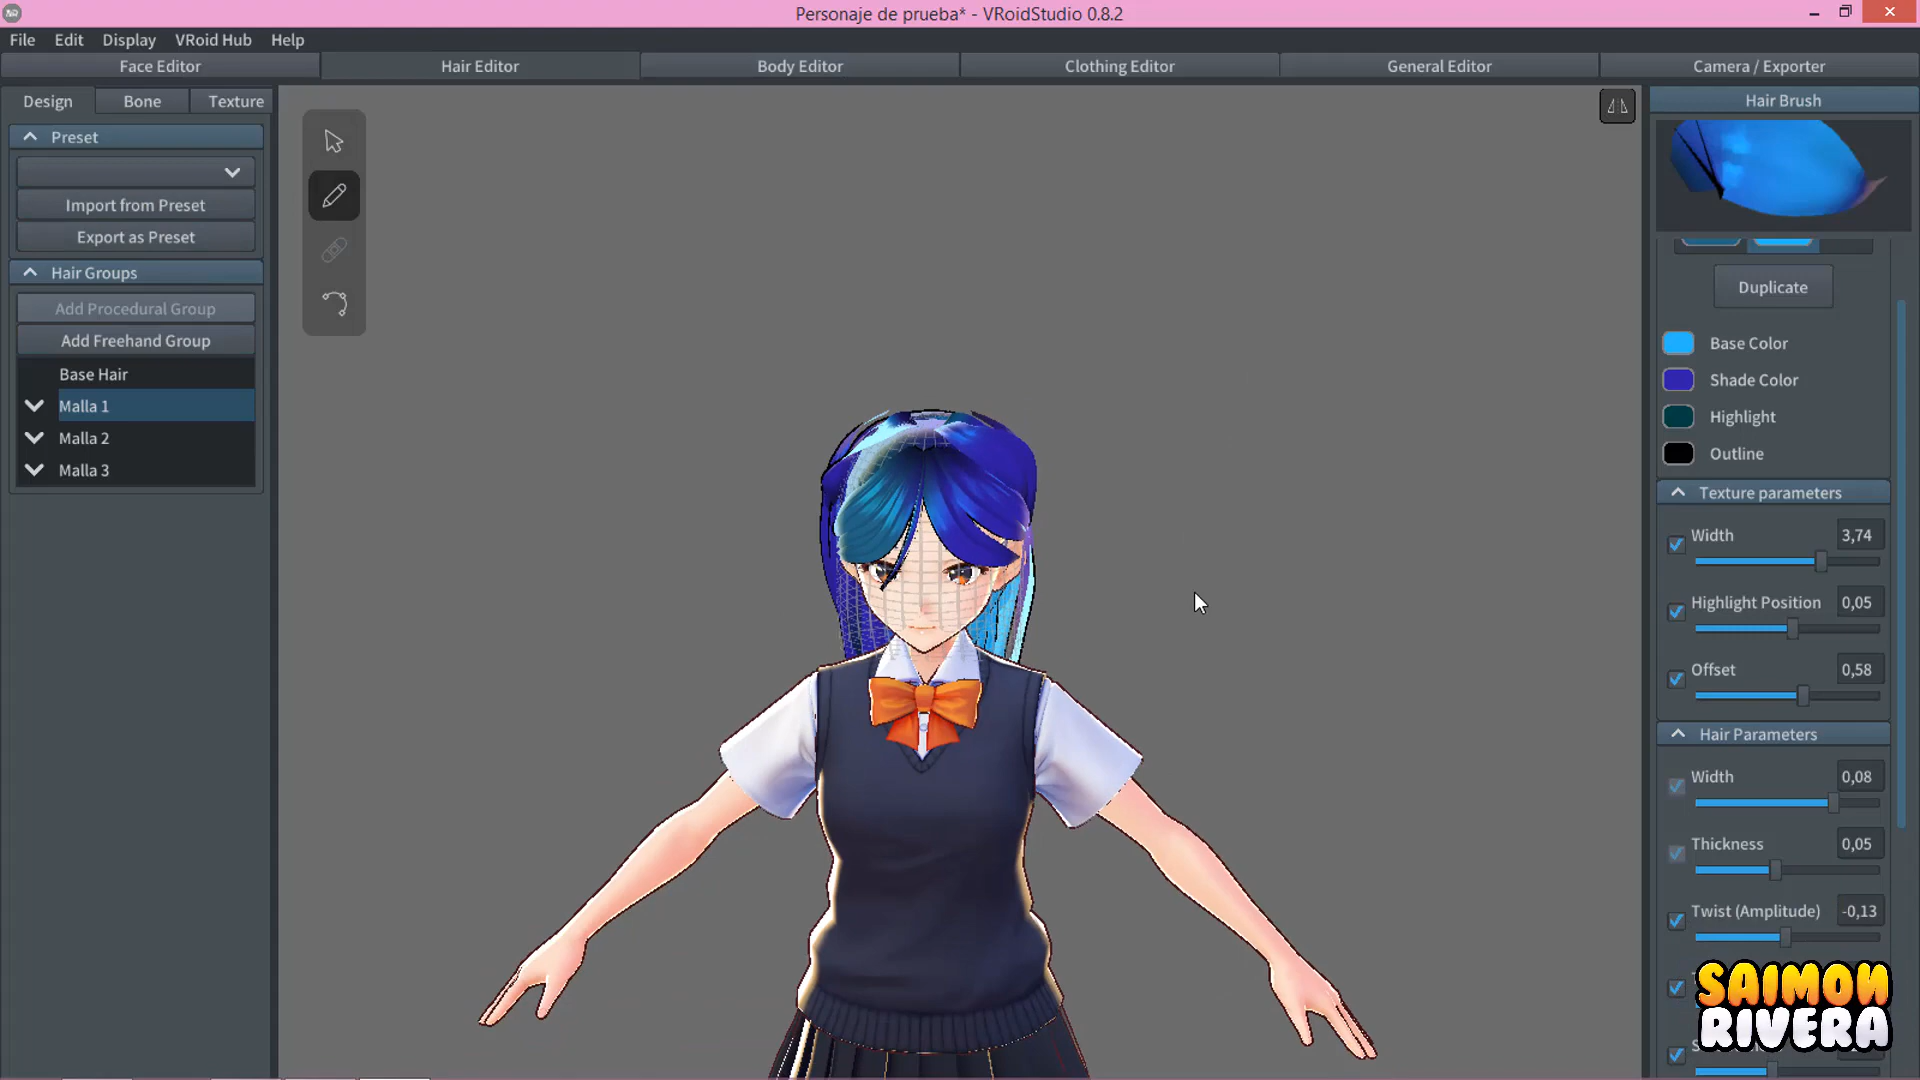 Personaje de prueba* - VRoidStudio 0.8.2
File Edit Display VRoid Hub Help
Face Editor Hair Editor Body Editor Clothing Editor General Editor Camera / Exporter
Design Bone Texture
Preset
Import from Preset
Export as Preset
Hair Groups
Add Procedural Group
Add Freehand Group
Base Hair
Malla 1
Malla 2
Malla 3
Hair Brush
Duplicate
Base Color
Shade Color
Highlight
Outline
Texture parameters
Width 3,74
Highlight Position 0,05
Offset 0,58
Hair Parameters
Width 0,08
Thickness 0,05
Twist (Amplitude) -0,13
SAIMON
RIVERA